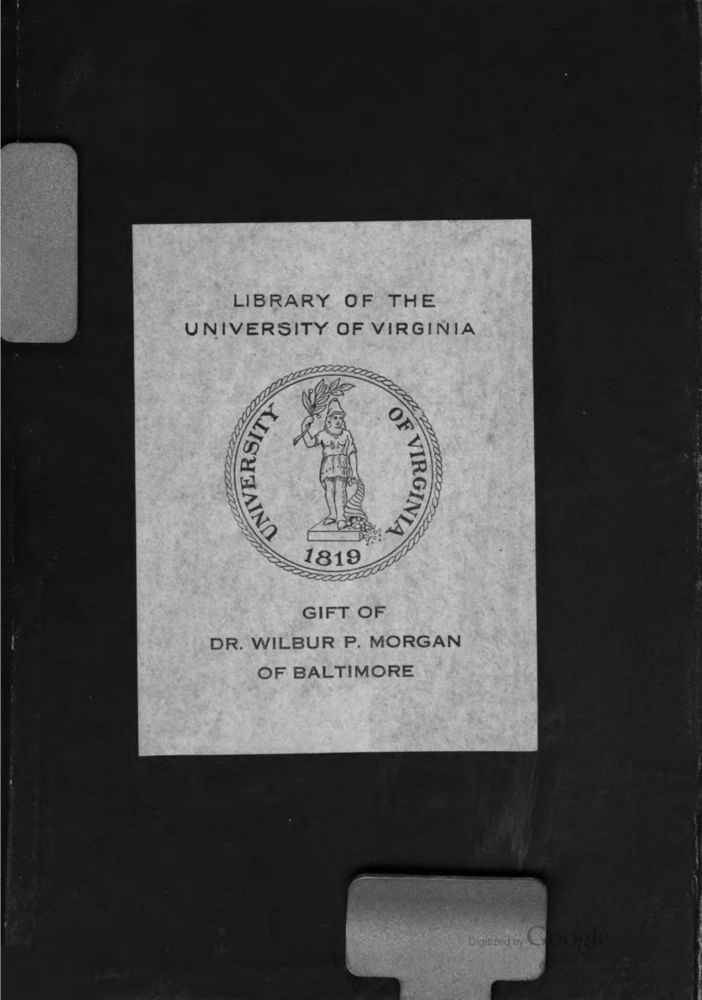 LIBRARY OF THE
UNIVERSITY OF VIRGINIA
UNIVERSITY
OF VIRGINIA
1819
GIFT OF
DR. WILBUR P. MORGAN
OF BALTIMORE
Digitized by Google